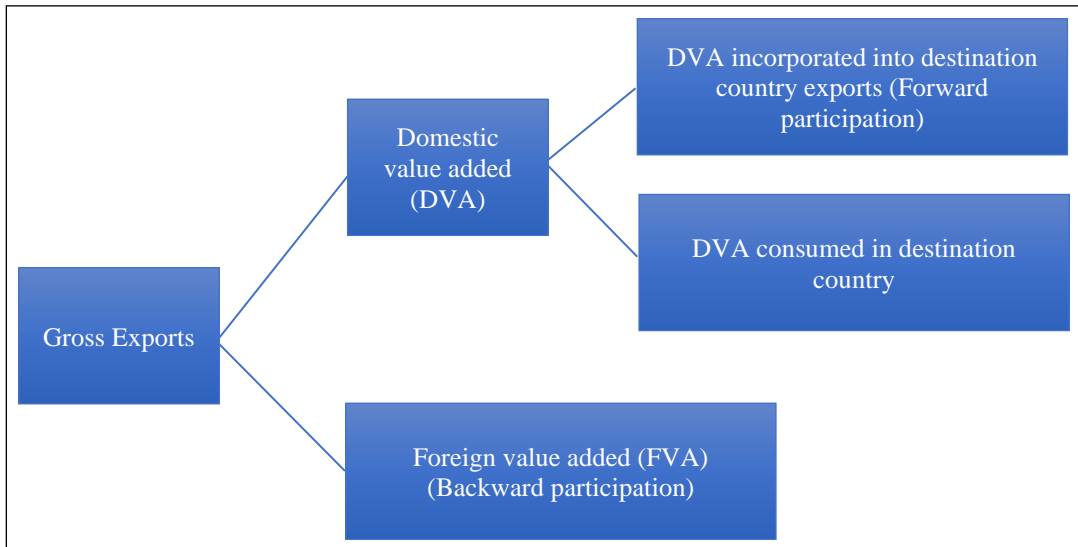 DVA incorporated into destination
country exports (Forward
participation)
Domestic
value added
(DVA)
DVA consumed in destination
country
Gross Exports
Foreign value added (FVA)
(Backward participation)